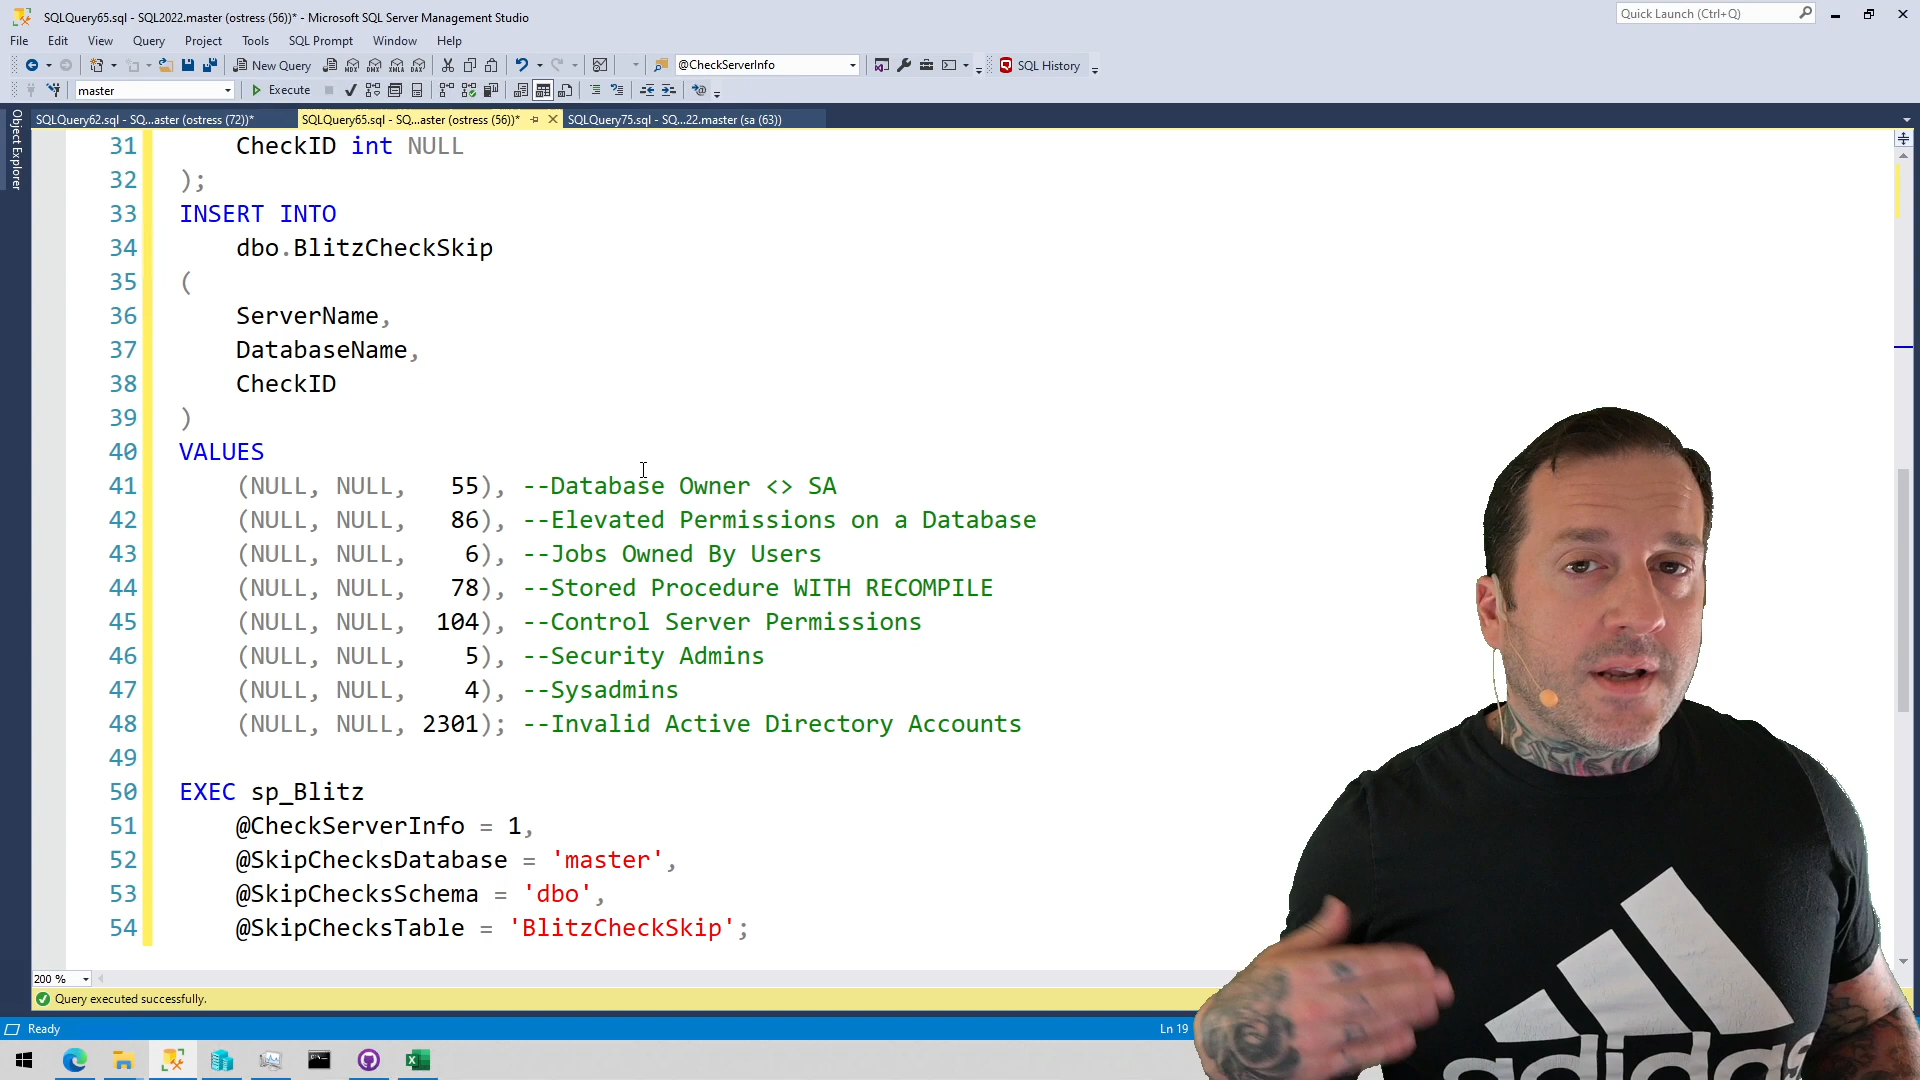 SQLQuery65.sql - SQL2022.master (ostress (56))* - Microsoft SQL Server Management Studio
Quick Launch (Ctrl+Q)
File Edit View Query Project Tools SQL Prompt Window Help
New Query
@CheckServerInfo
SQL History
master
Execute
SQLQuery62.sql - SQ...aster (ostress (72))*
SQLQuery65.sql - SQ...aster (ostress (56))*
SQLQuery75.sql - SQ...22.master (sa (63))
Object Explorer
31 CheckID int NULL
32 );
33 INSERT INTO
34 dbo.BlitzCheckSkip
35 (
36 ServerName,
37 DatabaseName,
38 CheckID
39 )
40 VALUES
41 (NULL, NULL, 55), --Database Owner <> SA
42 (NULL, NULL, 86), --Elevated Permissions on a Database
43 (NULL, NULL, 6), --Jobs Owned By Users
44 (NULL, NULL, 78), --Stored Procedure WITH RECOMPILE
45 (NULL, NULL, 104), --Control Server Permissions
46 (NULL, NULL, 5), --Security Admins
47 (NULL, NULL, 4), --Sysadmins
48 (NULL, NULL, 2301); --Invalid Active Directory Accounts
49
50 EXEC sp_Blitz
51 @CheckServerInfo = 1,
52 @SkipChecksDatabase = 'master',
53 @SkipChecksSchema = 'dbo',
54 @SkipChecksTable = 'BlitzCheckSkip';
200 %
Query executed successfully.
Ready
Ln 19
adidas